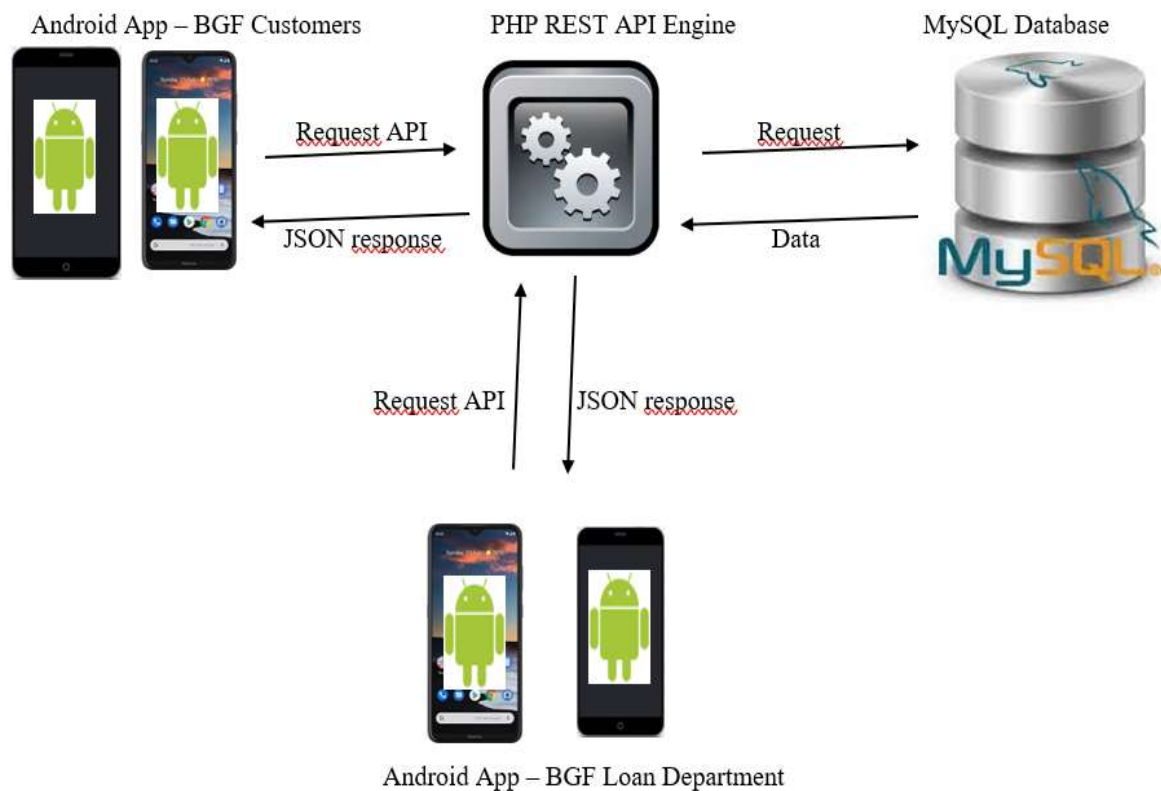 Android App – BGF Customers
PHP REST API Engine
MySQL Database
Request API
Request
JSON response
Data
MySQL®
Request API
JSON response
Android App – BGF Loan Department